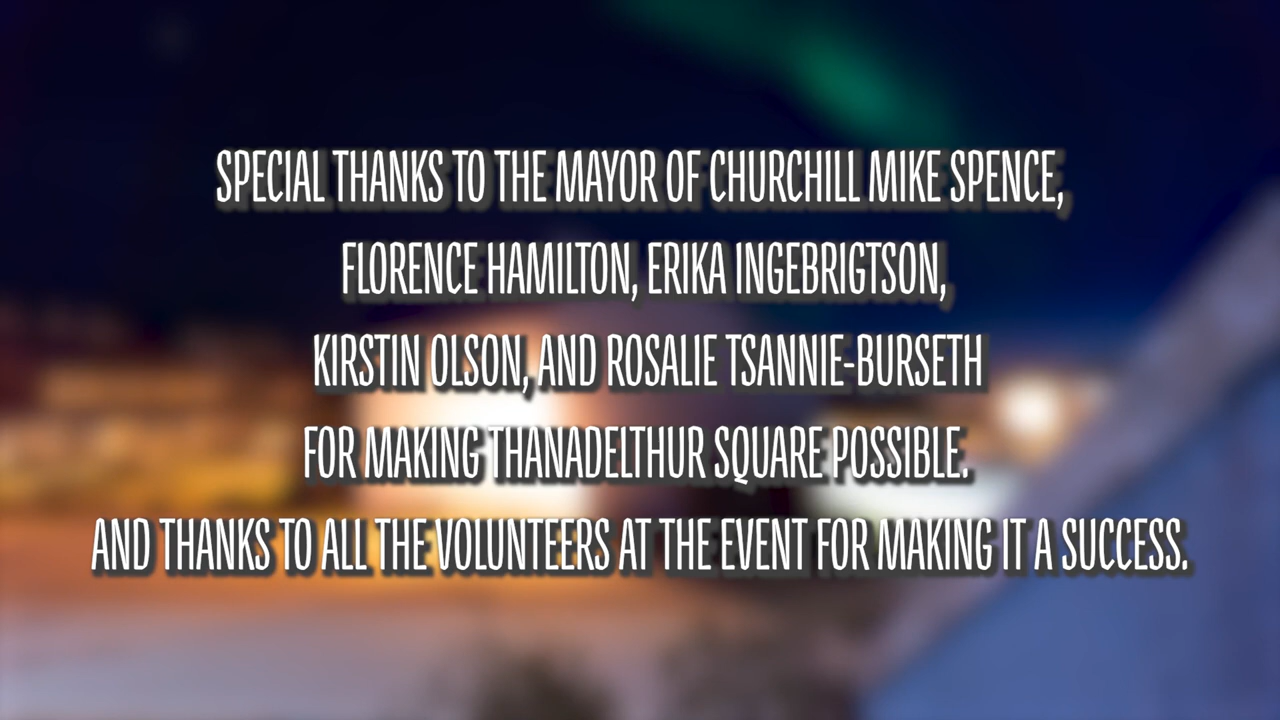 SPECIAL THANKS TO THE MAYOR OF CHURCHILL MIKE SPENCE,
FLORENCE HAMILTON, ERIKA INGEBRIGTSON,
KIRSTIN OLSON, AND ROSALIE TSANNIE-BURSETH
FOR MAKING THANADELTHUR SQUARE POSSIBLE.
AND THANKS TO ALL THE VOLUNTEERS AT THE EVENT FOR MAKING IT A SUCCESS.